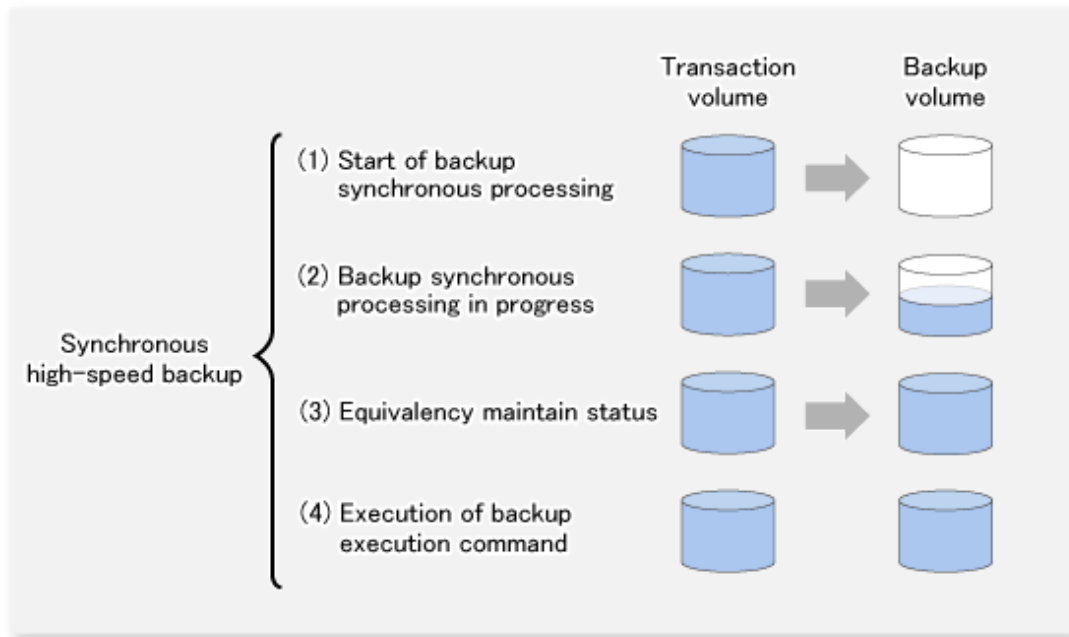 Transaction
volume
Backup
volume
(1) Start of backup
synchronous processing
(2) Backup synchronous
processing in progress
Synchronous
high-speed backup
(3) Equivalency maintain status
(4) Execution of backup
execution command